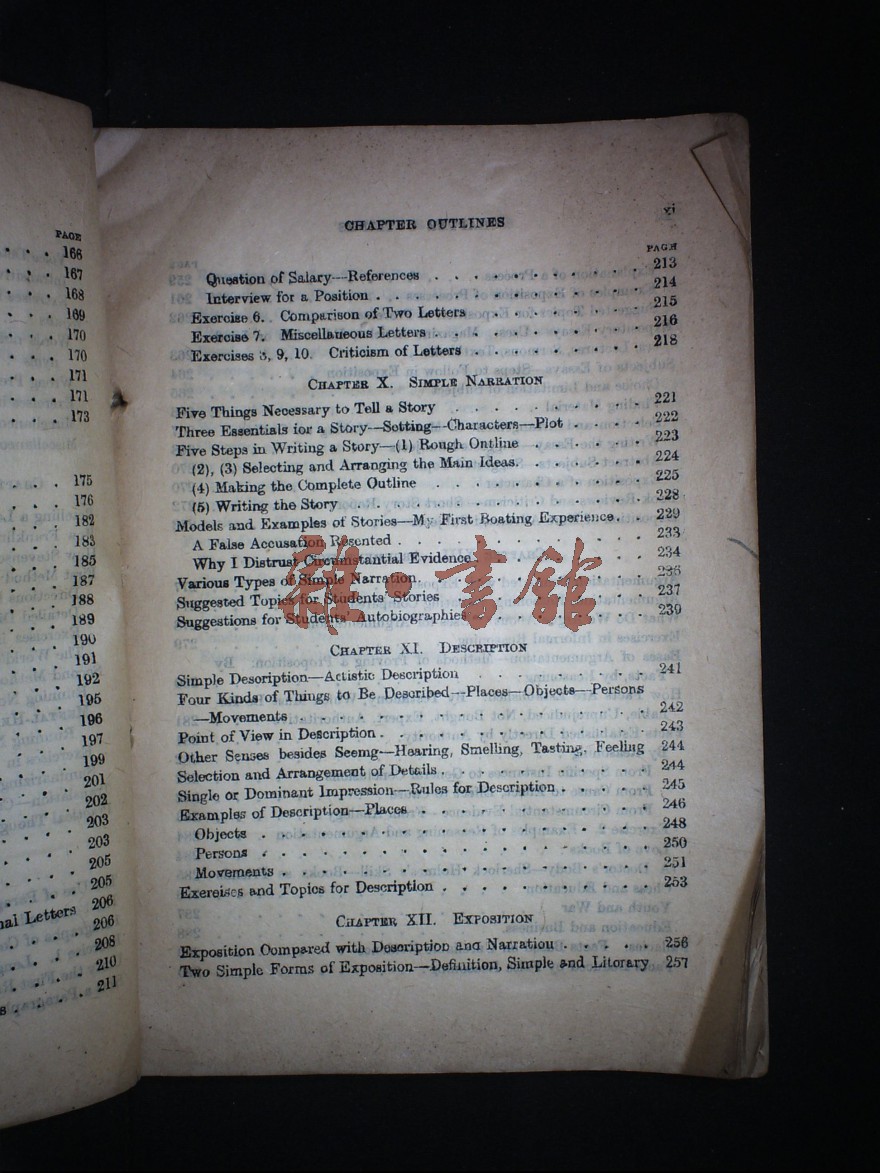 PAGE
166
167
168
169
170
170
171
171
173
175
176
182
183
185
187
188
189
190
191
192
195
196
197
199
201
202
203
203
205
205
Letters 206
206
208
210
211
CHAPTER OUTLINES
xi
PAGE
Question of Salary—References . . . . . . . . . . 213
Interview for a Position . . . . . . . . . . . . 214
Exercise 6. Comparison of Two Letters . . . . . . . . 215
Exercise 7. Miscellaneous Letters . . . . . . . . . . 216
Exercises 8, 9, 10. Criticism of Letters . . . . . . . . 218
CHAPTER X. SIMPLE NARRATION
Five Things Necessary to Tell a Story . . . . . . . . . 221
Three Essentials for a Story—Setting—Characters—Plot . . . . 222
Five Steps in Writing a Story—(1) Rough Outline . . . . . 223
(2), (3) Selecting and Arranging the Main Ideas. . . . . . 224
(4) Making the Complete Outline . . . . . . . . . 225
(5) Writing the Story . . . . . . . . . . . . 228
Models and Examples of Stories—My First Boating Experience. . 229
A False Accusation Resented . . . . . . . . . . 233
Why I Distrust Circumstantial Evidence . . . . . . . 234
Various Types of Simple Narration. . . . . . . . . . 236
Suggested Topics for Students' Stories . . . . . . . . 237
Suggestions for Students' Autobiographies . . . . . . . 239
雜·書館
CHAPTER XI. DESCRIPTION
Simple Description—Artistic Description . . . . . . . . 241
Four Kinds of Things to Be Described—Places—Objects—Persons
—Movements . . . . . . . . . . . . . . . 242
Point of View in Description . . . . . . . . . . . 243
Other Senses besides Seeing—Hearing, Smelling, Tasting, Feeling 244
Selection and Arrangement of Details . . . . . . . . . 244
Single or Dominant Impression—Rules for Description . . . . . 245
Examples of Description—Places . . . . . . . . . . 246
Objects . . . . . . . . . . . . . . . . 248
Persons . . . . . . . . . . . . . . . . 250
Movements . . . . . . . . . . . . . . . 251
Exercises and Topics for Description . . . . . . . . . 253
CHAPTER XII. EXPOSITION
Exposition Compared with Description and Narration . . . . . 256
Two Simple Forms of Exposition—Definition, Simple and Literary 257